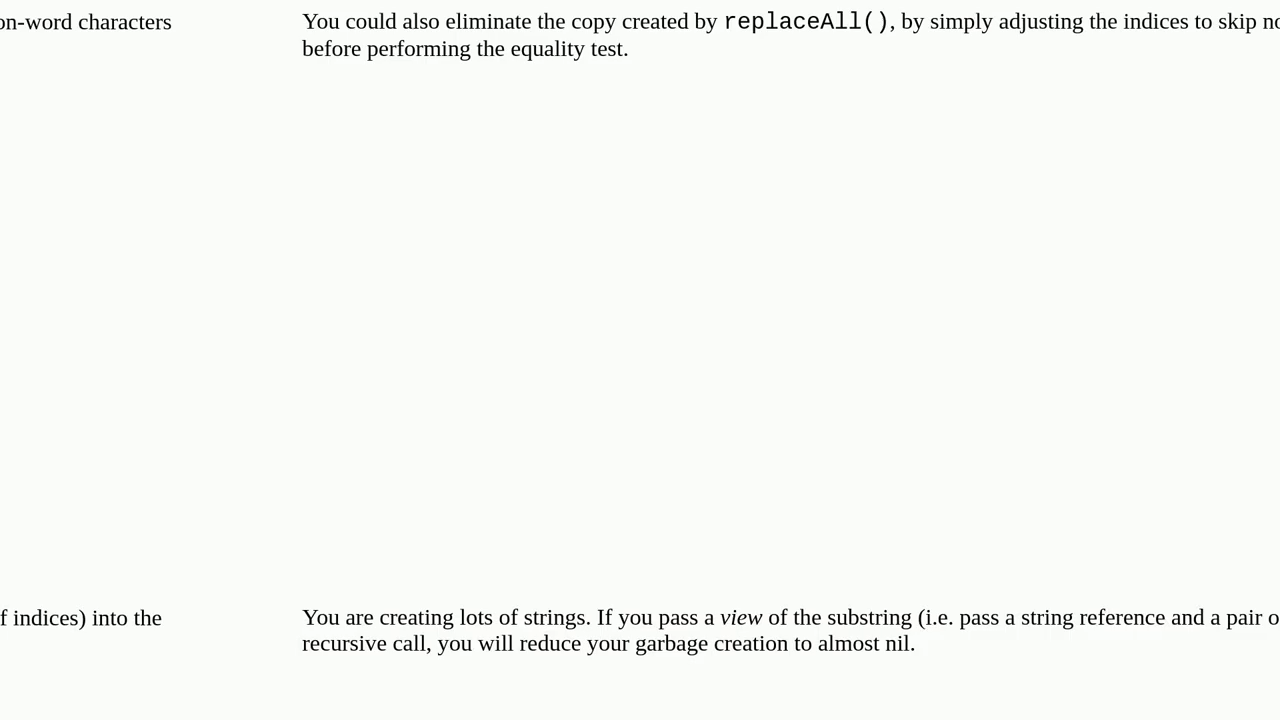 on-word characters
You could also eliminate the copy created by replaceAll(), by simply adjusting the indices to skip no
before performing the equality test.
f indices) into the
You are creating lots of strings. If you pass a view of the substring (i.e. pass a string reference and a pair o
recursive call, you will reduce your garbage creation to almost nil.